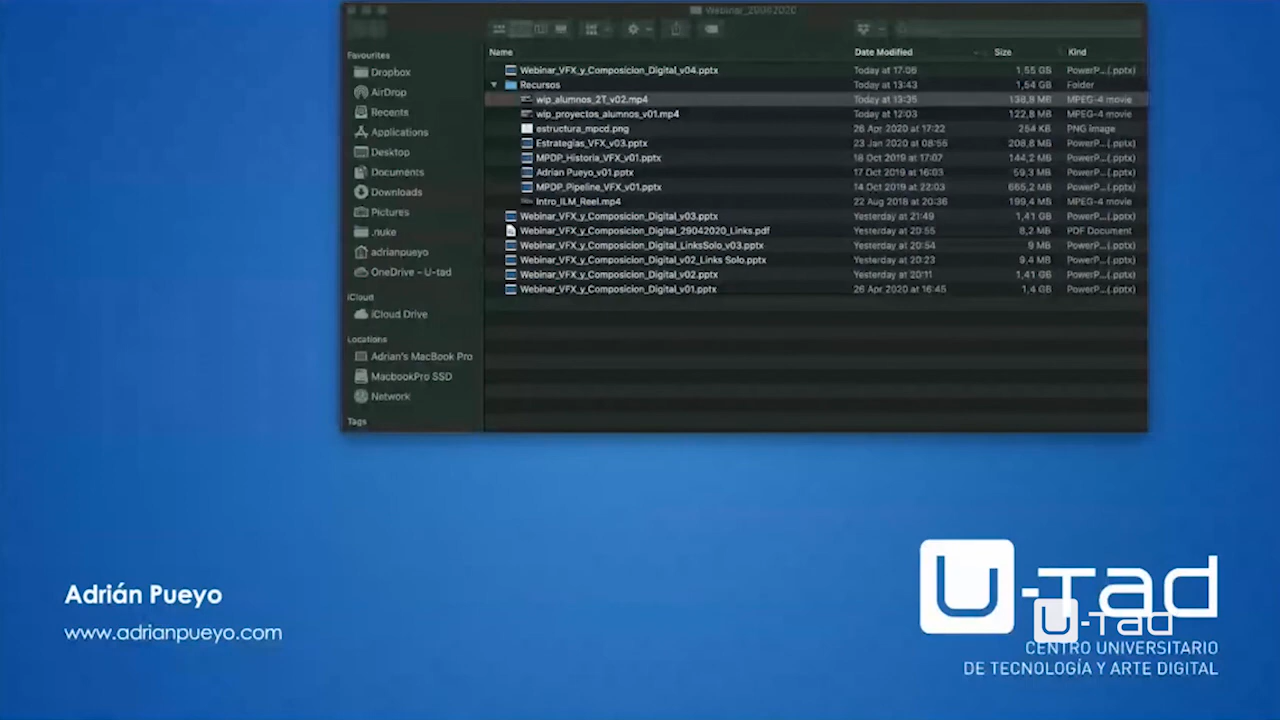 Webinar_29042020
Favourites
Dropbox
AirDrop
Recents
Applications
Desktop
Documents
Downloads
Pictures
.nuke
adrianpueyo
OneDrive - U-tad
iCloud
iCloud Drive
Locations
Adrian's MacBook Pro
MacbookPro SSD
Network
Tags
Name Date Modified Size Kind
Webinar_VFX_y_Composicion_Digital_v04.pptx Today at 17:06 1,55 GB PowerP...(.pptx)
Recursos Today at 13:43 1,54 GB Folder
wip_alumnos_2T_v02.mp4 Today at 13:35 138,8 MB MPEG-4 movie
wip_proyectos_alumnos_v01.mp4 Today at 12:03 122,8 MB MPEG-4 movie
estructura_mpcd.png 26 Apr 2020 at 17:22 254 KB PNG image
Estrategias_VFX_v03.pptx 23 Jan 2020 at 08:56 208,8 MB PowerP...(.pptx)
MPDP_Historia_VFX_v01.pptx 18 Oct 2019 at 17:07 144,2 MB PowerP...(.pptx)
Adrian Pueyo_v01.pptx 17 Oct 2019 at 16:03 59,3 MB PowerP...(.pptx)
MPDP_Pipeline_VFX_v01.pptx 14 Oct 2019 at 22:03 665,2 MB PowerP...(.pptx)
Intro_ILM_Reel.mp4 22 Aug 2018 at 20:36 199,4 MB MPEG-4 movie
Webinar_VFX_y_Composicion_Digital_v03.pptx Yesterday at 21:49 1,41 GB PowerP...(.pptx)
Webinar_VFX_y_Composicion_Digital_29042020_Links.pdf Yesterday at 20:55 8,2 MB PDF Document
Webinar_VFX_y_Composicion_Digital_LinksSolo_v03.pptx Yesterday at 20:54 9 MB PowerP...(.pptx)
Webinar_VFX_y_Composicion_Digital_v02_Links Solo.pptx Yesterday at 20:23 9,4 MB PowerP...(.pptx)
Webinar_VFX_y_Composicion_Digital_v02.pptx Yesterday at 20:11 1,41 GB PowerP...(.pptx)
Webinar_VFX_y_Composicion_Digital_v01.pptx 26 Apr 2020 at 16:45 1,4 GB PowerP...(.pptx)
Adrián Pueyo
www.adrianpueyo.com
U-tad
U-tad
CENTRO UNIVERSITARIO
DE TECNOLOGÍA Y ARTE DIGITAL